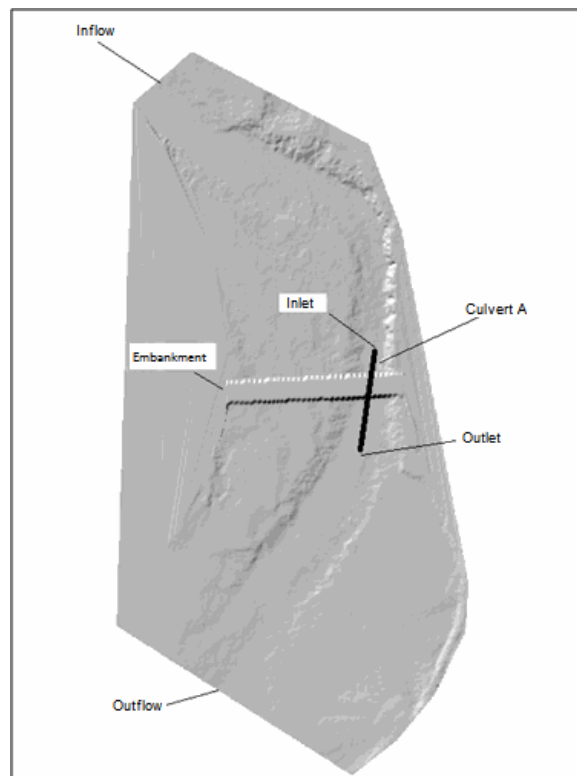 Inflow
Inlet
Culvert A
Embankment
Outlet
Outflow